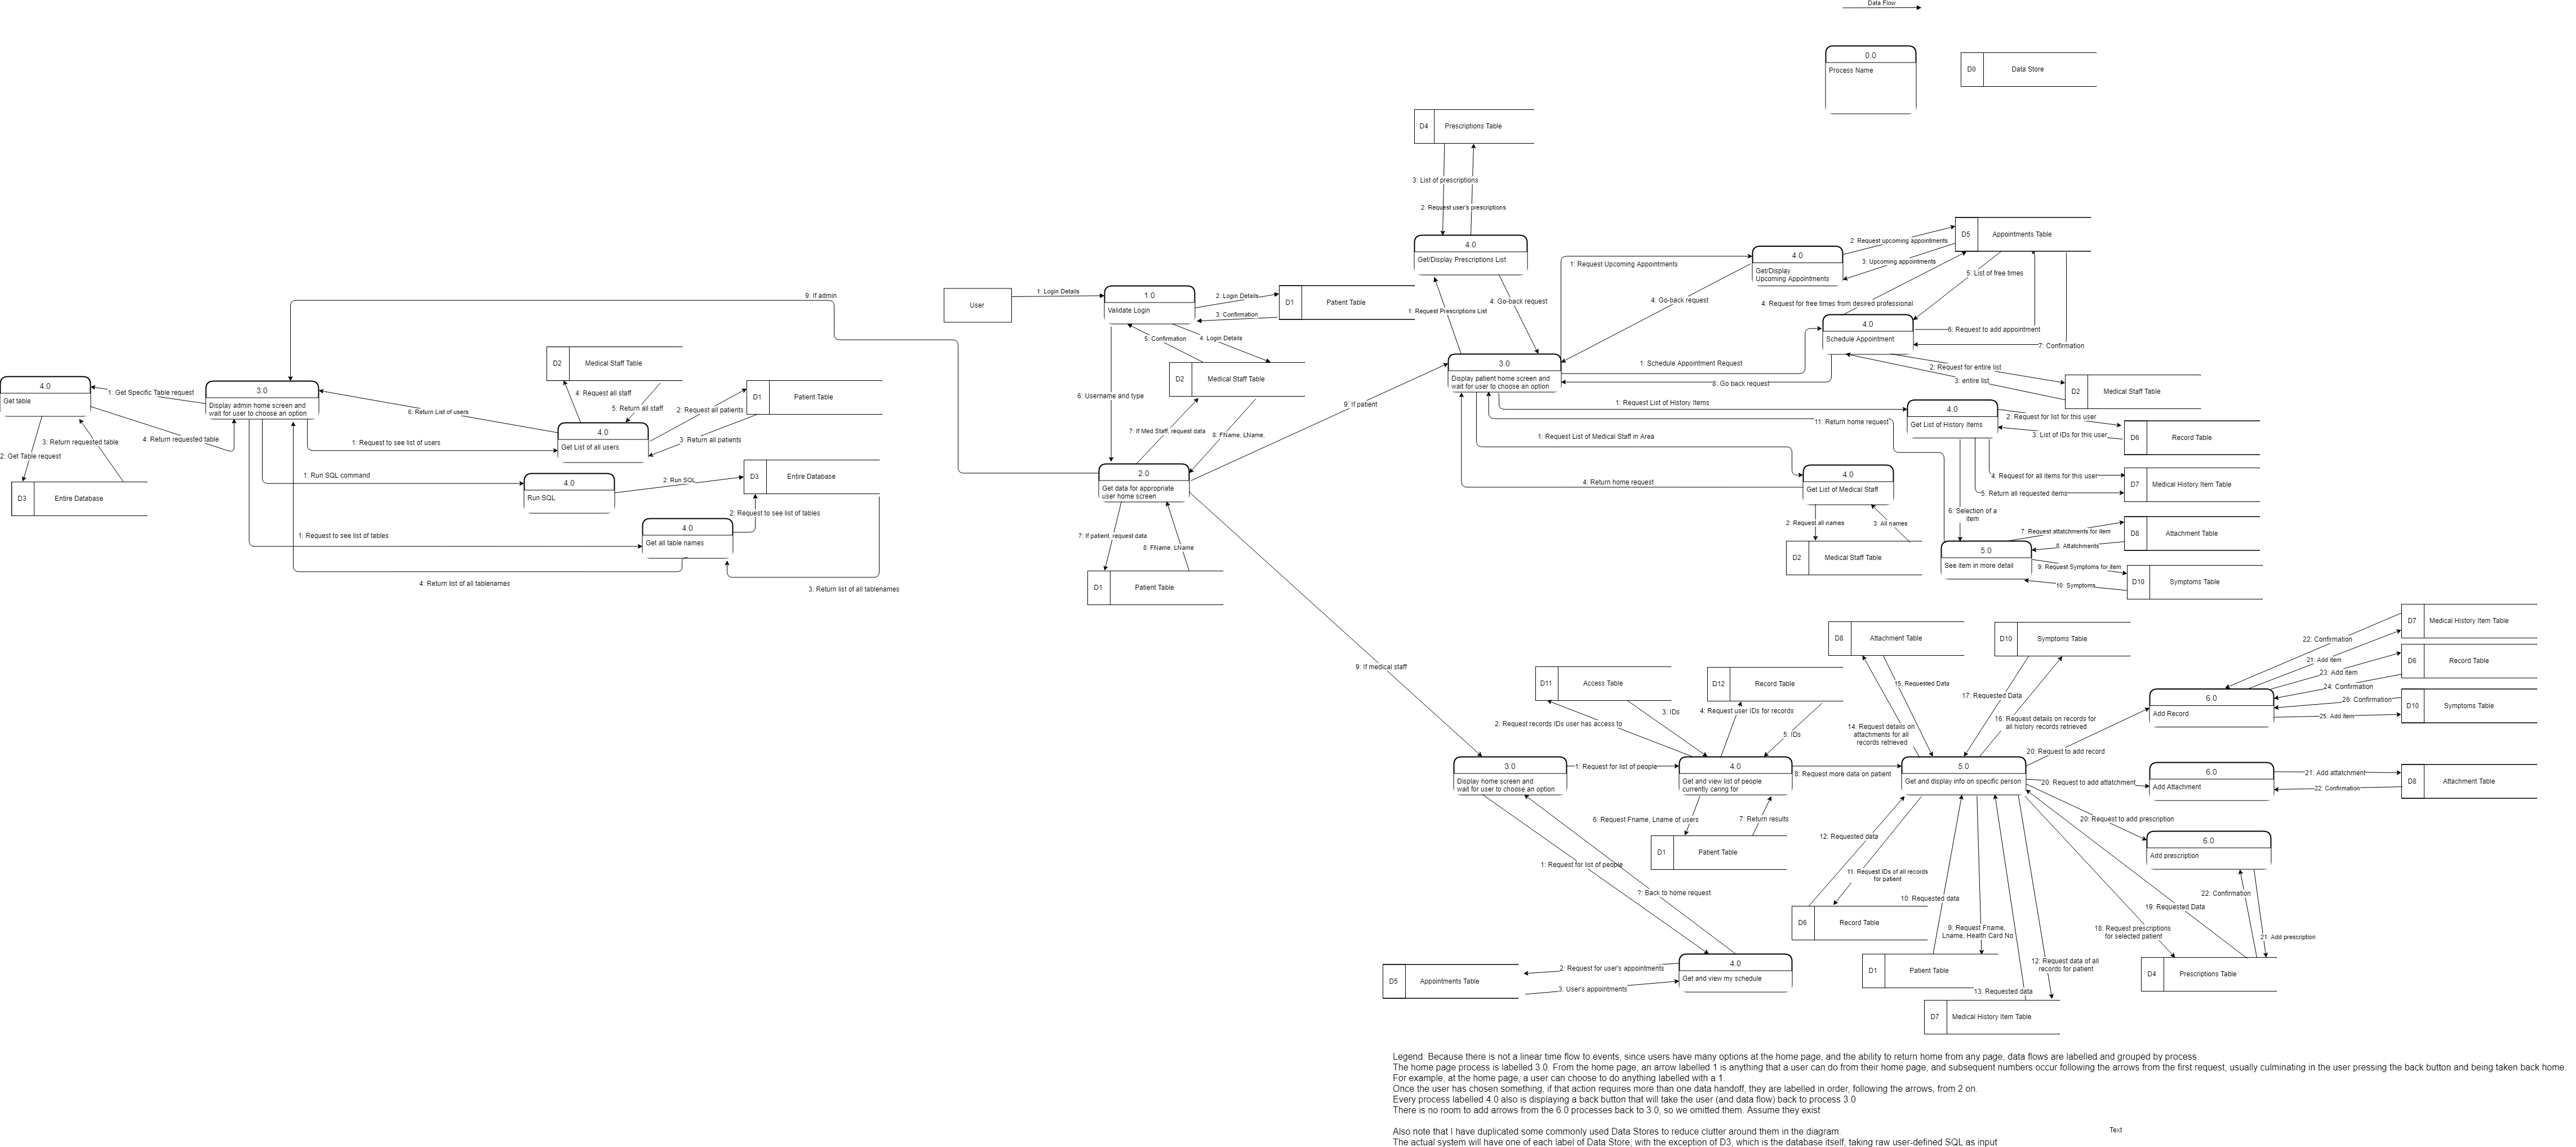 Data Flow
0.0
Process Name
D0
Data Store
D4
Prescriptions Table
3: List of prescriptions
2: Request user's prescriptions
4.0
Get/Display Prescriptions List
4: Go-back request
1: Request Prescriptions List
1: Request Upcoming Appointments
4.0
Get/Display
Upcoming Appointments
2: Request upcoming appointments
3: Upcoming appointments
D5
Appointments Table
4: Go-back request
5: List of free times
4: Request for free times from desired professional
4.0
Schedule Appointment
6: Request to add appointment
7: Confirmation
1: Schedule Appointment Request
8: Go back request
2: Request for entire list
3: entire list
D2
Medical Staff Table
User
1: Login Details
1.0
Validate Login
2: Login Details
3: Confirmation
D1
Patient Table
5: Confirmation
4: Login Details
D2
Medical Staff Table
6: Username and type
7: If Med Staff, request data
8: FName, LName,
2.0
Get data for appropriate
user home screen
7: If patient, request data
8: FName, LName
D1
Patient Table
9: If admin
9: If patient
9: If medical staff
3.0
Display admin home screen and
wait for user to choose an option
4.0
Get table
1: Get Specific Table request
4: Return requested table
3: Return requested table
2: Get Table request
D3
Entire Database
D2
Medical Staff Table
4: Request all staff
5: Return all staff
6: Return List of users
4.0
Get List of all users
2: Request all patients
3: Return all patients
D1
Patient Table
1: Request to see list of users
1: Run SQL command
4.0
Run SQL
2: Run SQL
D3
Entire Database
2: Request to see list of tables
4.0
Get all table names
1: Request to see list of tables
4: Return list of all tablenames
3: Return list of all tablenames
3.0
Display patient home screen and
wait for user to choose an option
1: Request List of History Items
11: Return home request
4.0
Get List of History Items
2: Request for list for this user
3: List of IDs for this user
D6
Record Table
1: Request List of Medical Staff in Area
4.0
Get List of Medical Staff
4: Return home request
2: Request all names
3: All names
D2
Medical Staff Table
4: Request for all items for this user
5: Return all requested items
D7
Medical History Item Table
6: Selection of a
item
5.0
See item in more detail
7: Request attatchments for item
8: Attatchments
D8
Attachment Table
9: Request Symptoms for item
10: Symptoms
D10
Symptoms Table
3.0
Display home screen and
wait for user to choose an option
1: Request for list of people
D11
Access Table
D12
Record Table
2: Request records IDs user has access to
3: IDs
4: Request user IDs for records
5: IDs
4.0
Get and view list of people
currently caring for
6: Request Fname, Lname of users
7: Return results
D1
Patient Table
8: Request more data on patient
5.0
Get and display info on specific person
D8
Attachment Table
D10
Symptoms Table
15: Requested Data
14: Request details on
attachments for all
records retrieved
17: Requested Data
16: Request details on records for
all history records retrieved
12: Requested data
11: Request IDs of all records
for patient
D6
Record Table
10: Requested data
9: Request Fname,
Lname, Health Card No
D1
Patient Table
13: Requested data
12: Request data of all
records for patient
D7
Medical History Item Table
18: Request prescriptions
for selected patient
19: Requested Data
D4
Prescriptions Table
20: Request to add record
6.0
Add Record
22: Confirmation
21: Add item
D7
Medical History Item Table
23: Add item
24: Confirmation
D6
Record Table
26: Confirmation
25: Add item
D10
Symptoms Table
20: Request to add attatchment
6.0
Add Attachment
21: Add attatchment
22: Confirmation
D8
Attachment Table
20: Request to add prescription
6.0
Add prescription
22: Confirmation
21: Add prescription
1: Request for list of people
?: Back to home request
4.0
Get and view my schedule
2: Request for user's appointments
3: User's appointments
D5
Appointments Table
Legend: Because there is not a linear time flow to events, since users have many options at the home page, and the ability to return home from any page, data flows are labelled and grouped by process.
The home page process is labelled 3.0. From the home page, an arrow labelled 1 is anything that a user can do from their home page, and subsequent numbers occur following the arrows from the first request, usually culminating in the user pressing the back button and being taken back home.
For example, at the home page, a user can choose to do anything labelled with a 1.
Once the user has chosen something, if that action requires more than one data handoff, they are labelled in order, following the arrows, from 2 on.
Every process labelled 4.0 also is displaying a back button that will take the user (and data flow) back to process 3.0
There is no room to add arrows from the 6.0 processes back to 3.0, so we omitted them. Assume they exist
Also note that I have duplicated some commonly used Data Stores to reduce clutter around them in the diagram.
The actual system will have one of each label of Data Store, with the exception of D3, which is the database itself, taking raw user-defined SQL as input
Text